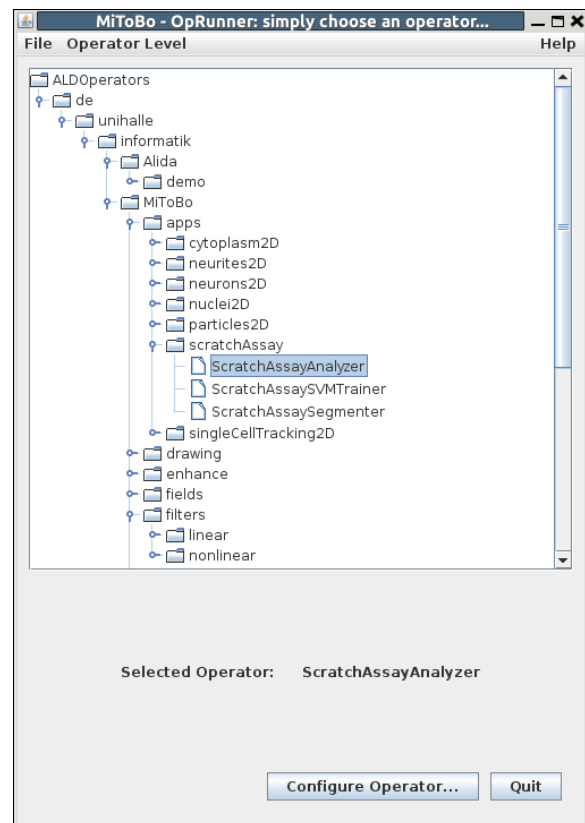 MiToBo - OpRunner: simply choose an operator...
File Operator Level Help
ALDOperators
de
unihalle
informatik
Alida
demo
MiToBo
apps
cytoplasm2D
neurites2D
neurons2D
nuclei2D
particles2D
scratchAssay
ScratchAssayAnalyzer
ScratchAssaySVMTrainer
ScratchAssaySegmenter
singleCellTracking2D
drawing
enhance
fields
filters
linear
nonlinear
Selected Operator: ScratchAssayAnalyzer
Configure Operator... Quit